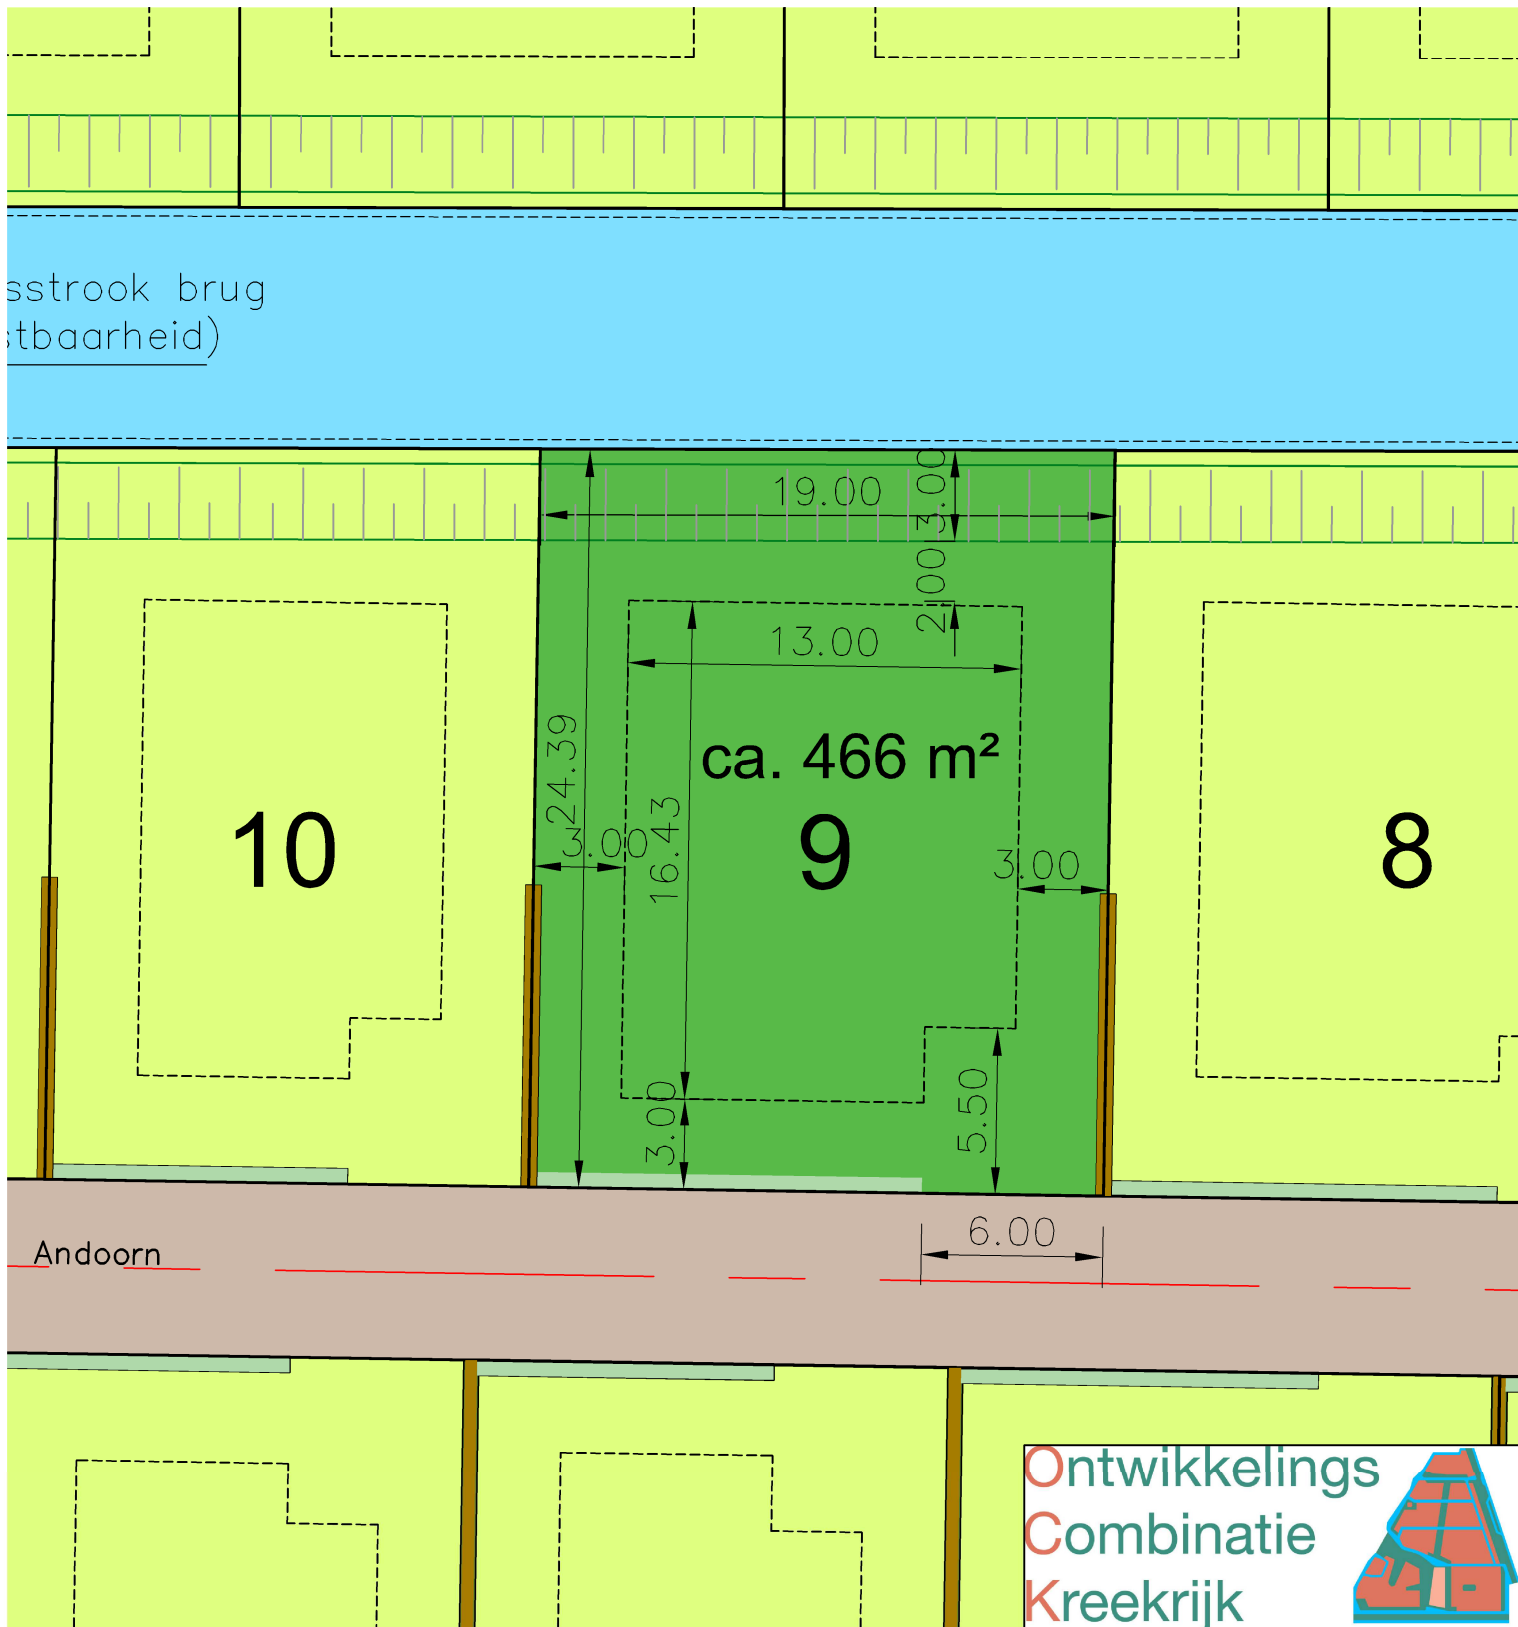 sstrook brug
stbaarheid)
19.00
3.00
2.00
13.00
24.39
ca. 466 m²
16.43
3.00
10
9
3.00
8
3.00
5.50
6.00
Andoorn
Ontwikkelings
Combinatie
Kreekrijk